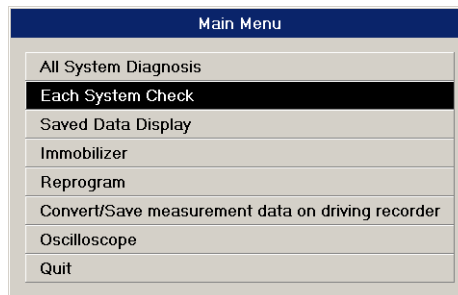 Main Menu
All System Diagnosis
Each System Check
Saved Data Display
Immobilizer
Reprogram
Convert/Save measurement data on driving recorder
Oscilloscope
Quit